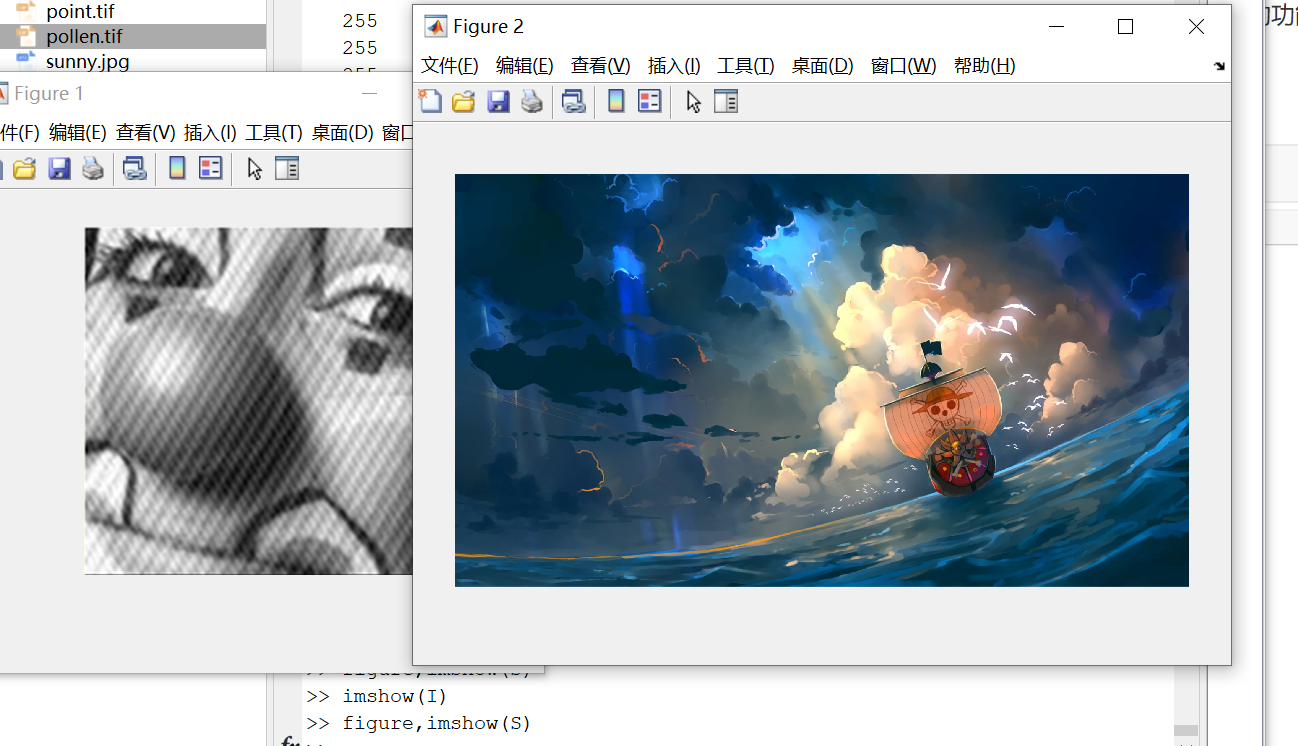 point.tif
pollen.tif
sunny.jpg
255
255
Figure 1
件(F) 编辑(E) 查看(V) 插入(I) 工具(T) 桌面(D) 窗口
Figure 2
文件(F) 编辑(E) 查看(V) 插入(I) 工具(T) 桌面(D) 窗口(W) 帮助(H)
的功能
>> figure,imshow(S)
>> imshow(I)
>> figure,imshow(S)
>>
fx